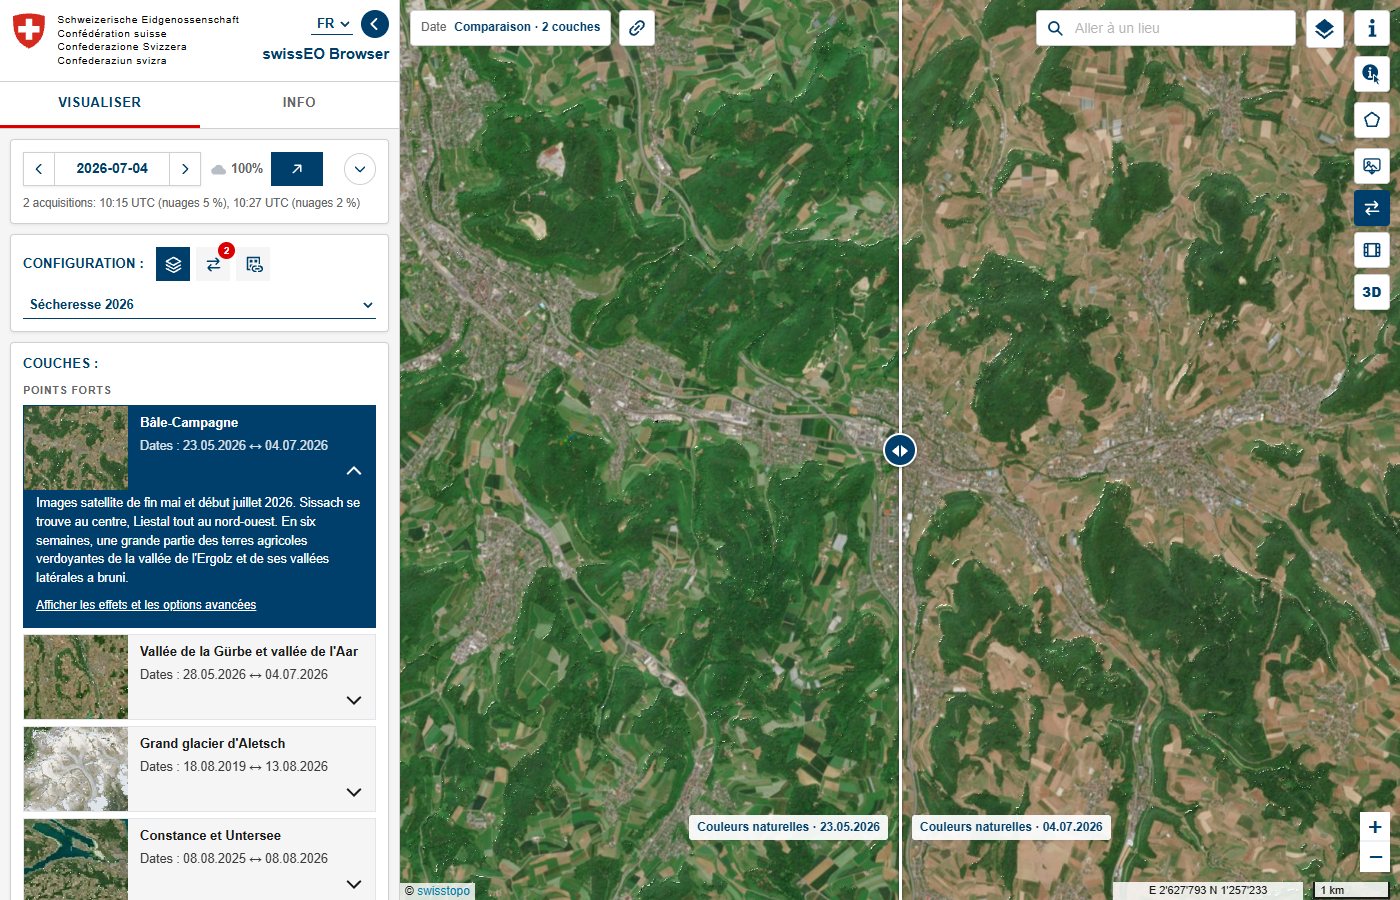 Schweizerische Eidgenossenschaft
Confédération suisse
Confederazione Svizzera
Confederaziun svizra
FR
swissEO Browser
VISUALISER
INFO
2026-07-04
100%
2 acquisitions: 10:15 UTC (nuages 5 %), 10:27 UTC (nuages 2 %)
CONFIGURATION :
2
Sécheresse 2026
COUCHES :
POINTS FORTS
Bâle-Campagne
Dates : 23.05.2026 ↔ 04.07.2026
Images satellite de fin mai et début juillet 2026. Sissach se
trouve au centre, Liestal tout au nord-ouest. En six
semaines, une grande partie des terres agricoles
verdoyantes de la vallée de l'Ergolz et de ses vallées
latérales a bruni.
Afficher les effets et les options avancées
Vallée de la Gürbe et vallée de l'Aar
Dates : 28.05.2026 ↔ 04.07.2026
Grand glacier d'Aletsch
Dates : 18.08.2019 ↔ 13.08.2026
Constance et Untersee
Dates : 08.08.2025 ↔ 08.08.2026
Date Comparaison · 2 couches
Aller à un lieu
3D
Couleurs naturelles · 23.05.2026
Couleurs naturelles · 04.07.2026
© swisstopo
E 2'627'793 N 1'257'233
1 km